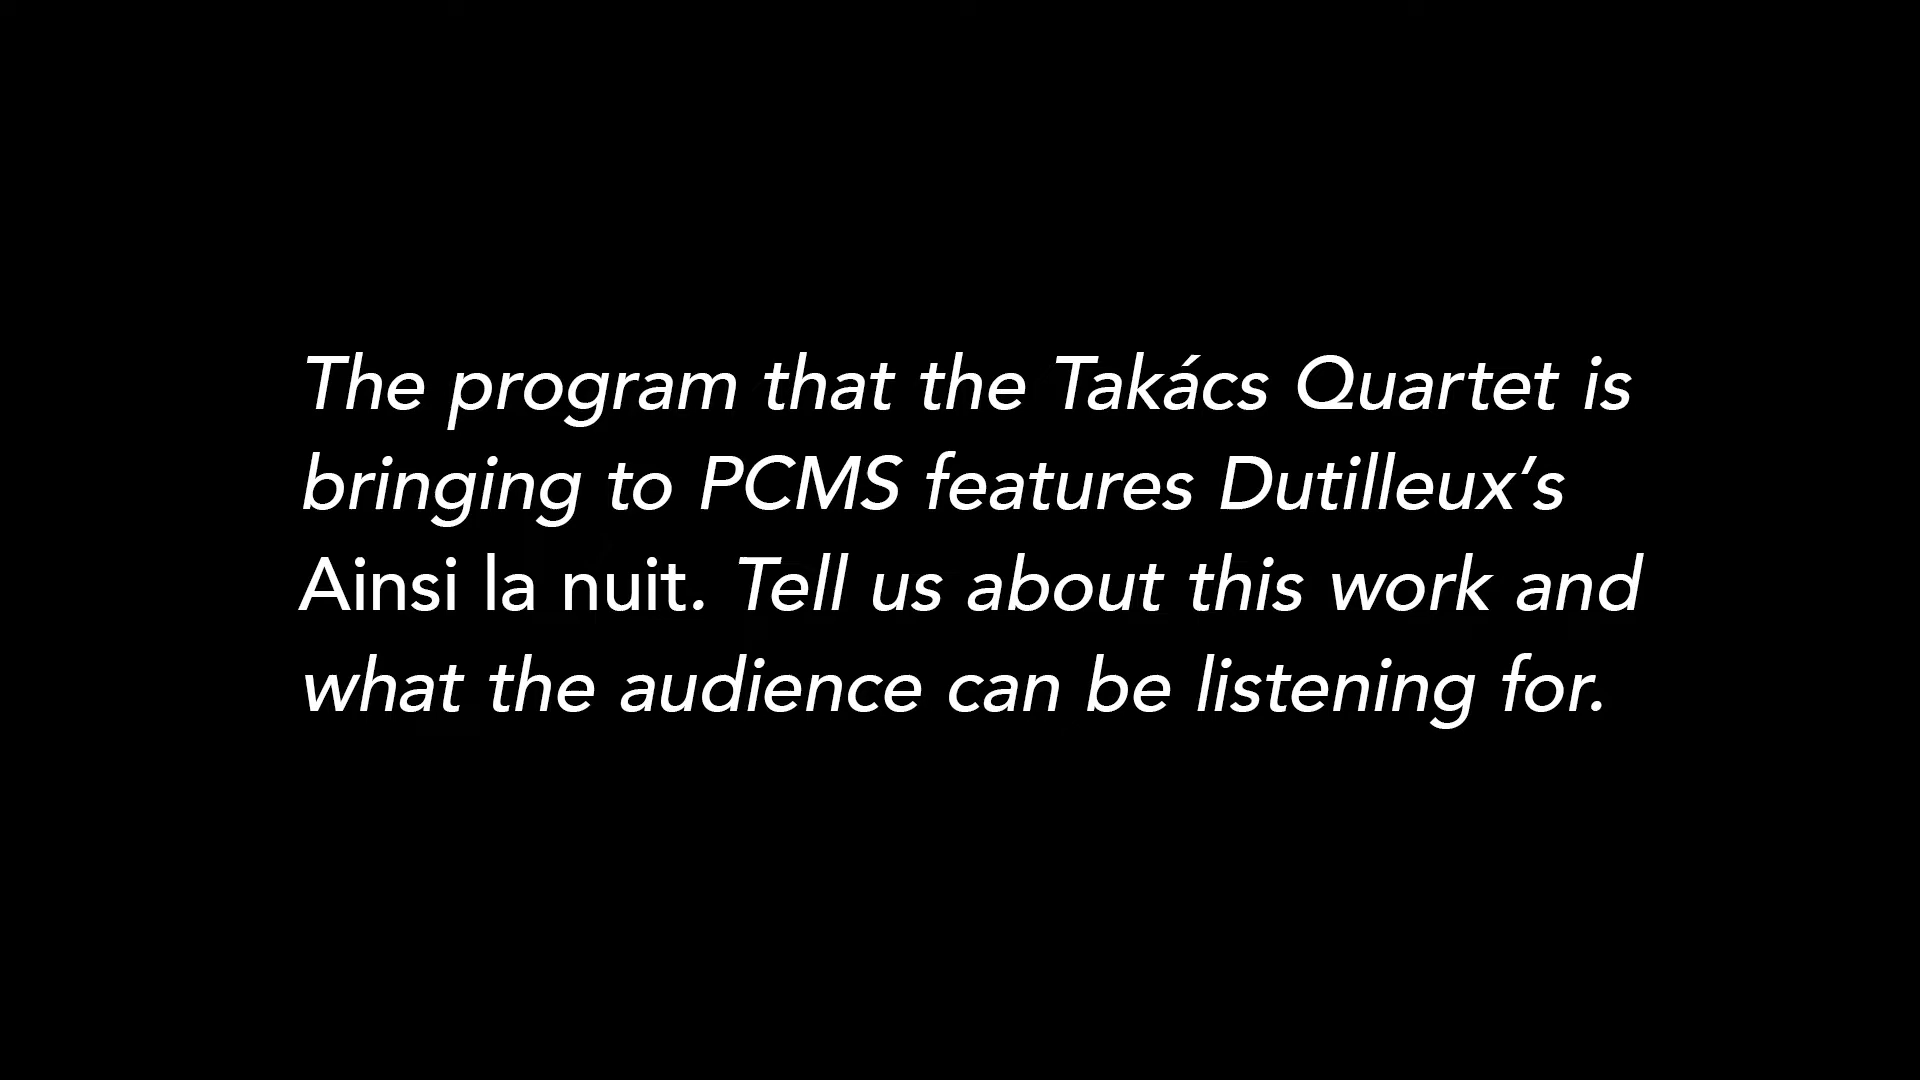 The program that the Takács Quartet is
bringing to PCMS features Dutilleux’s
Ainsi la nuit. Tell us about this work and
what the audience can be listening for.